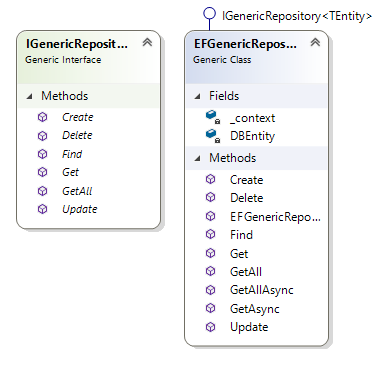 IGenericRepository<TEntity>
IGenericReposit...
Generic Interface
Methods
Create
Delete
Find
Get
GetAll
Update
EFGenericRepos...
Generic Class
Fields
_context
DBEntity
Methods
Create
Delete
EFGenericRepo...
Find
Get
GetAll
GetAllAsync
GetAsync
Update